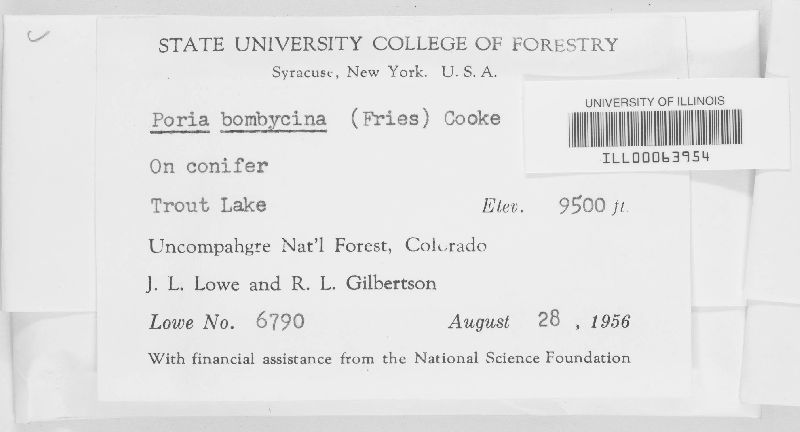 STATE UNIVERSITY COLLEGE OF FORESTRY
Syracuse, New York. U. S. A.
UNIVERSITY OF ILLINOIS
ILL00063954
Poria bombycina (Fries) Cooke
On conifer
Trout Lake Elev. 9500 ft.
Uncompahgre Nat'l Forest, Colorado
J. L. Lowe and R. L. Gilbertson
Lowe No. 6790 August 28 , 1956
With financial assistance from the National Science Foundation